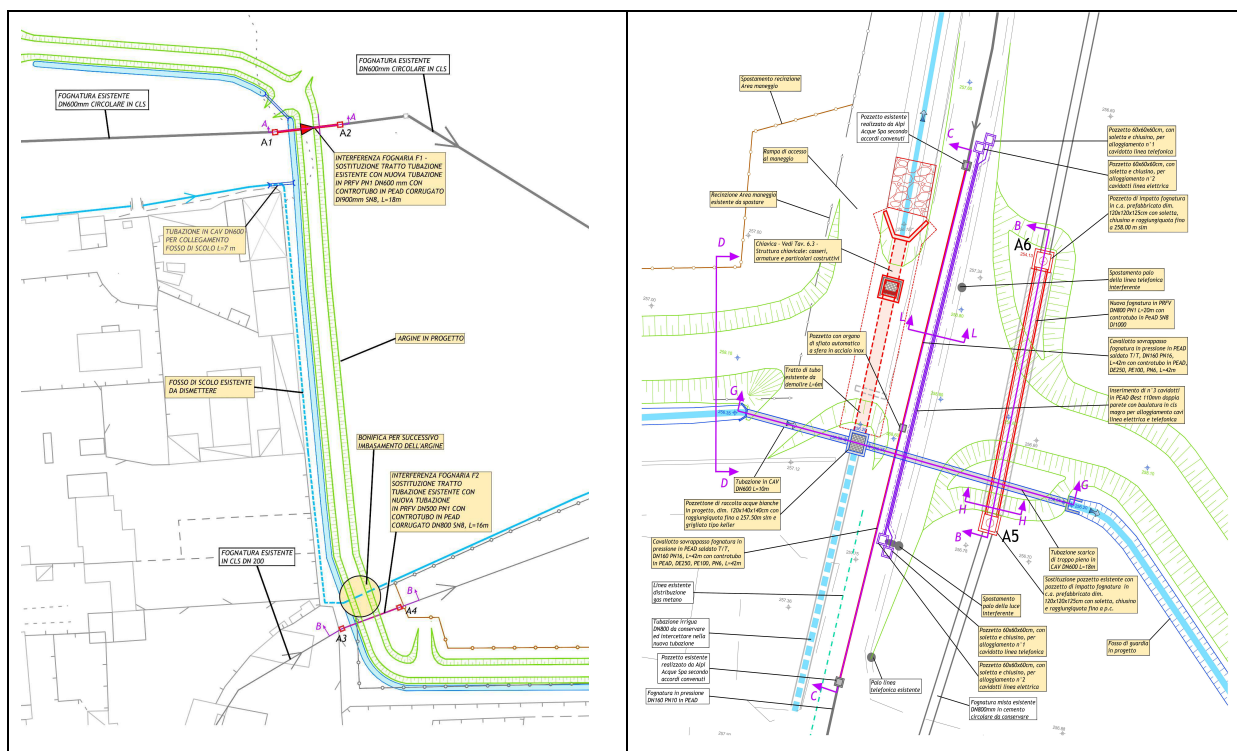 FOGNATURA ESISTENTE
DN600mm CIRCOLARE IN CLS
FOGNATURA ESISTENTE
DN600mm CIRCOLARE IN CLS
A
A
A1
A2
INTERFERENZA FOGNARIA F1 -
SOSTITUZIONE TRATTO TUBAZIONE
ESISTENTE CON NUOVA TUBAZIONE
IN PRFV PN1 DN600 mm CON
CONTROTUBO IN PEAD CORRUGATO
DI900mm SN8, L=18m
TUBAZIONE IN CAV DN600
PER COLLEGAMENTO
FOSSO DI SCOLO L=7 m
ARGINE IN PROGETTO
FOSSO DI SCOLO ESISTENTE
DA DISMETTERE
BONIFICA PER SUCCESSIVO
IMBASAMENTO DELL'ARGINE
INTERFERENZA FOGNARIA F2
SOSTITUZIONE TRATTO
TUBAZIONE ESISTENTE CON
NUOVA TUBAZIONE
IN PRFV DN500 PN1 CON
CONTROTUBO IN PEAD
CORRUGATO DN800 SN8, L=16m
FOGNATURA ESISTENTE
IN CLS DN 200
B
B
A3
A4
Spostamento recinzione
Area maneggio
Pozzetto esistente
realizzato da Alpi
Acque Spa secondo
accordi convenuti
Rampa di accesso
al maneggio
Recinzione Area maneggio
esistente da spostare
Chiavica - Vedi Tav. 6.3 -
Struttura chiavicale: casseri,
armature e particolari costruttivi
Pozzetto con organo
di sfiato automatico
a sfera in acciaio inox
Tratto di tubo
esistente da
demolire L=6m
Tubazione in CAV
DN600 L=10m
Pozzettone di raccolta acque bianche
in progetto, dim. 120x140x140cm con
raggiungiquota fino a 257.50m slm e
grigliato tipo keller
Cavallotto sovrappasso fognatura in
pressione in PEAD saldato T/T,
DN160 PN16, L=42m con controtubo
in PEAD, DE250, PE100, PN6, L=42m
Linea esistente
distribuzione
gas metano
Tubazione irrigua
DN800 da conservare
ed intercettare nella
nuova tubazione
Pozzetto esistente
realizzato da Alpi
Acque Spa secondo
accordi convenuti
Fognatura in pressione
DN160 PN10 in PEAD
Pozzetto 60x60x60cm, con
soletta e chiusino, per
alloggiamento n°1
cavidotto linea telefonica
Pozzetto 60x60x60cm, con
soletta e chiusino, per
alloggiamento n°2
cavidotti linea elettrica
Pozzetto di impatto fognatura
in c.a. prefabbricato dim.
120x120x125cm con soletta,
chiusino e raggiungiquota fino
a 258.00 m slm
Spostamento palo
della linea telefonica
interferente
Nuova fognatura in PRFV
DN800 PN1 L=20m con
controtubo in PeAD SN8
DI1000
Cavallotto sovrappasso
fognatura in pressione in PEAD
saldato T/T, DN160 PN16,
L=42m con controtubo in PEAD,
DE250, PE100, PN6, L=42m
Inserimento di n°3 cavidotti
in PEAD Øest 110mm doppia
parete con bauletura in cls
magro per alloggiamento cavi
linea elettrica e telefonica
Tubazione scarico
di troppo pieno in
CAV DN600 L=18m
Sostituzione pozzetto esistente con
pozzetto di impatto fognatura in
c.a. prefabbricato dim.
120x120x125cm con soletta, chiusino
e raggiungiquota fino a p.c.
Fosso di guardia
in progetto
Spostamento
palo della luce
interferente
Pozzetto 60x60x60cm, con
soletta e chiusino, per
alloggiamento n°1
cavidotto linea telefonica
Pozzetto 60x60x60cm, con
soletta e chiusino, per
alloggiamento n°2
cavidotti linea elettrica
Palo linea
telefonica esistente
Fognatura mista esistente
DN800mm in cemento
circolare da conservare
C
B
A6
D
L
L
G
D
H
H
G
B
A5
C